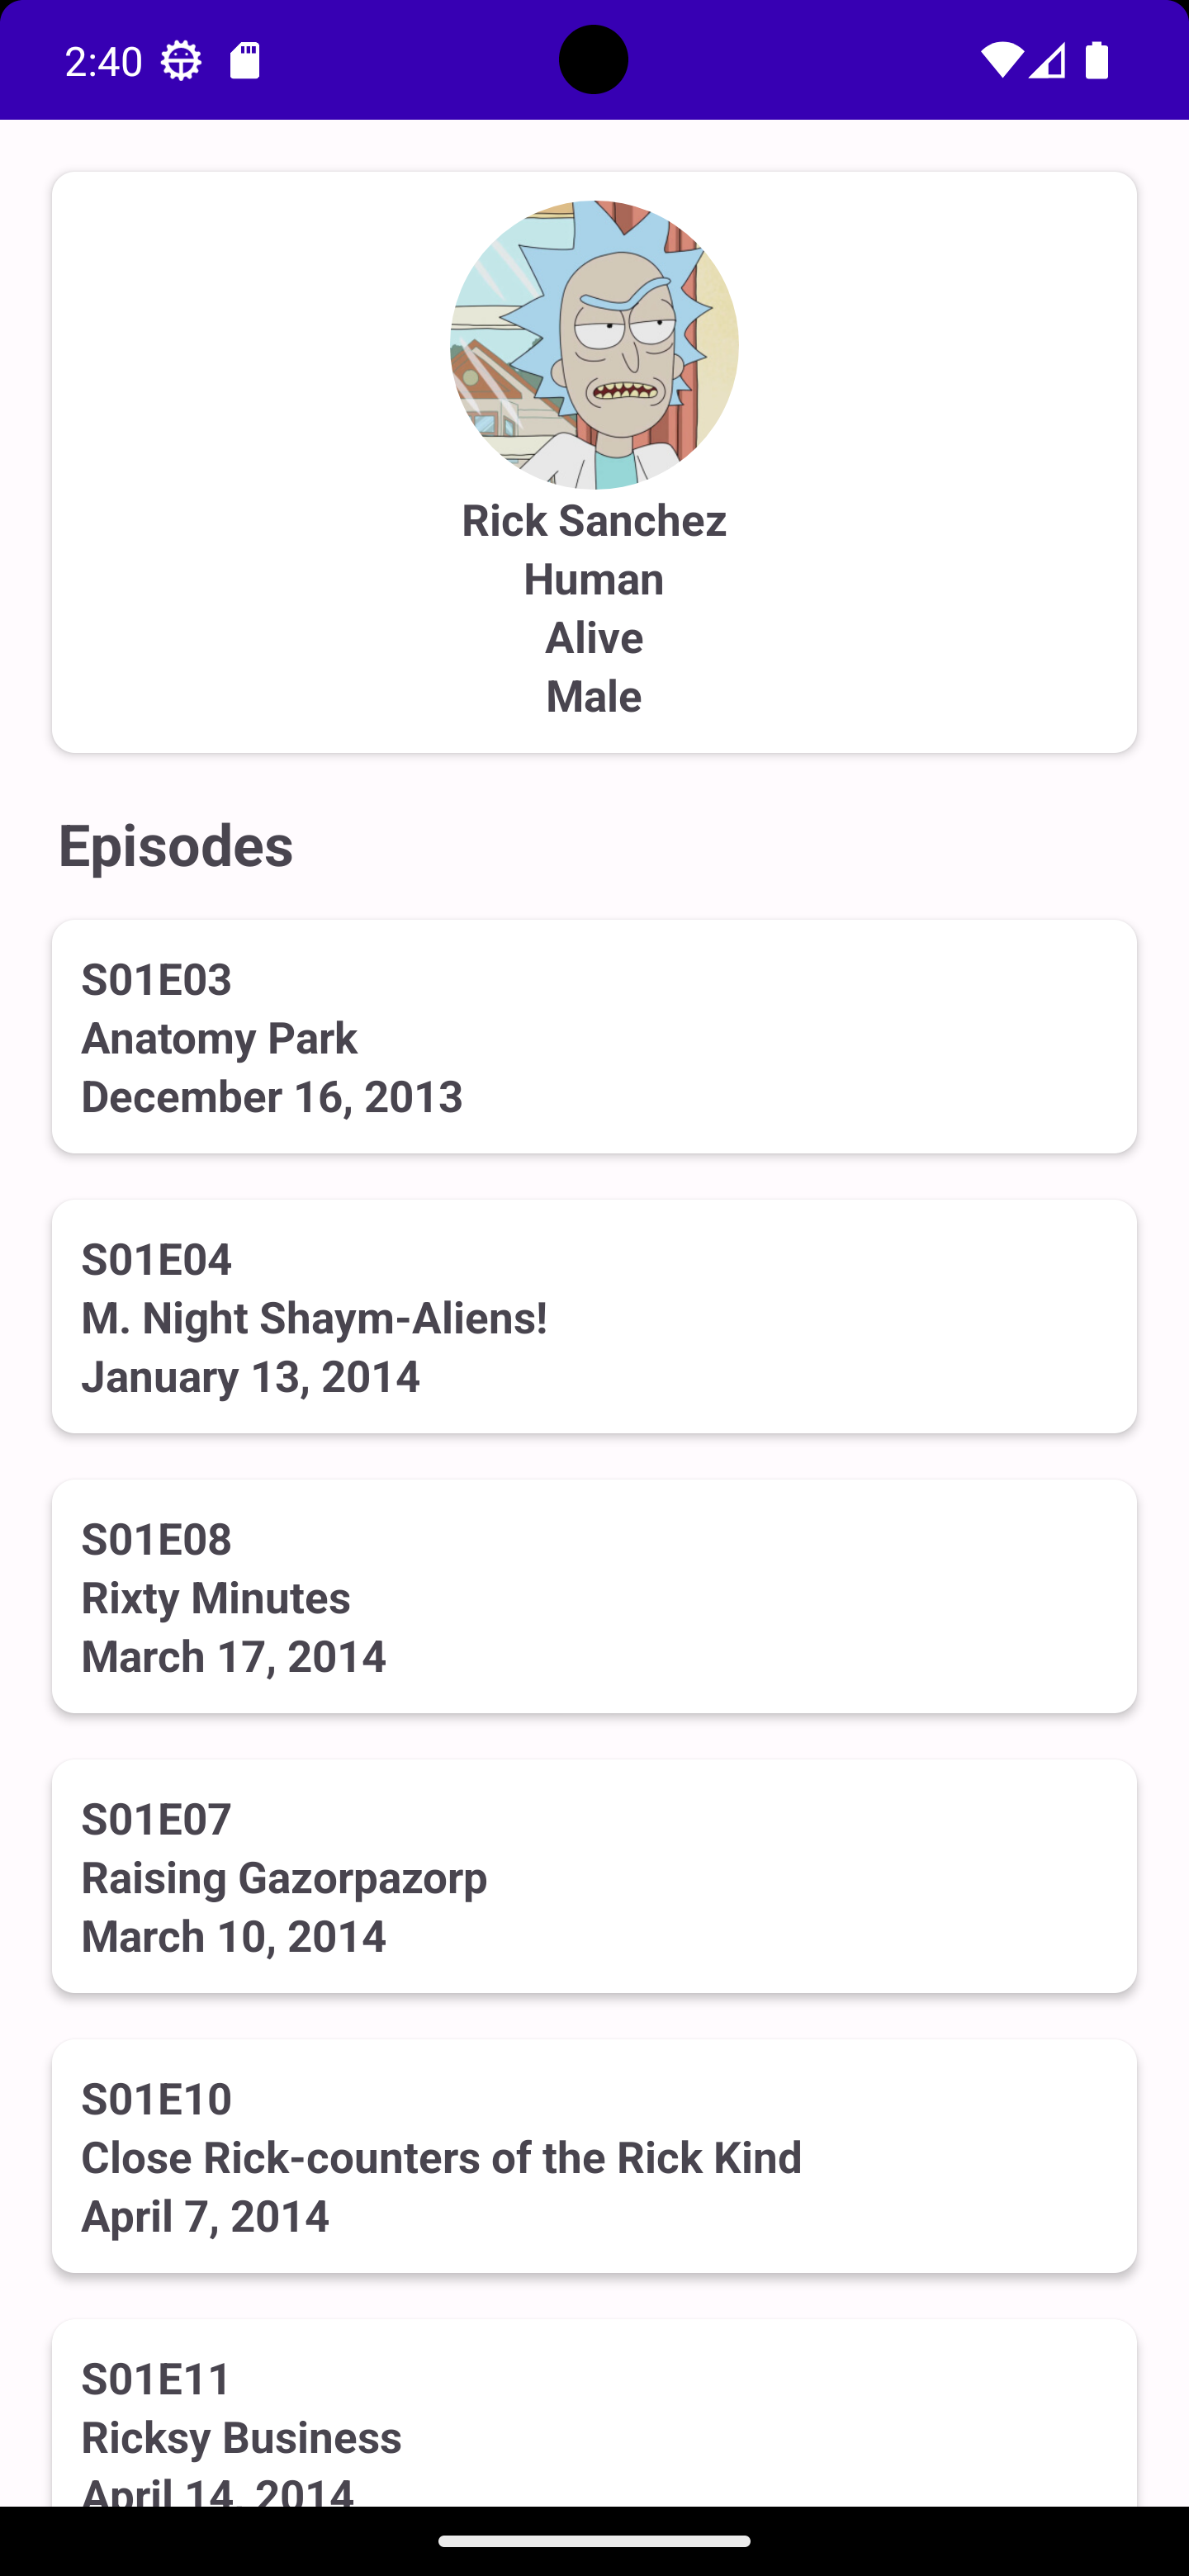 2:40
Rick Sanchez
Human
Alive
Male
Episodes
S01E03
Anatomy Park
December 16, 2013
S01E04
M. Night Shaym-Aliens!
January 13, 2014
S01E08
Rixty Minutes
March 17, 2014
S01E07
Raising Gazorpazorp
March 10, 2014
S01E10
Close Rick-counters of the Rick Kind
April 7, 2014
S01E11
Ricksy Business
April 14, 2014